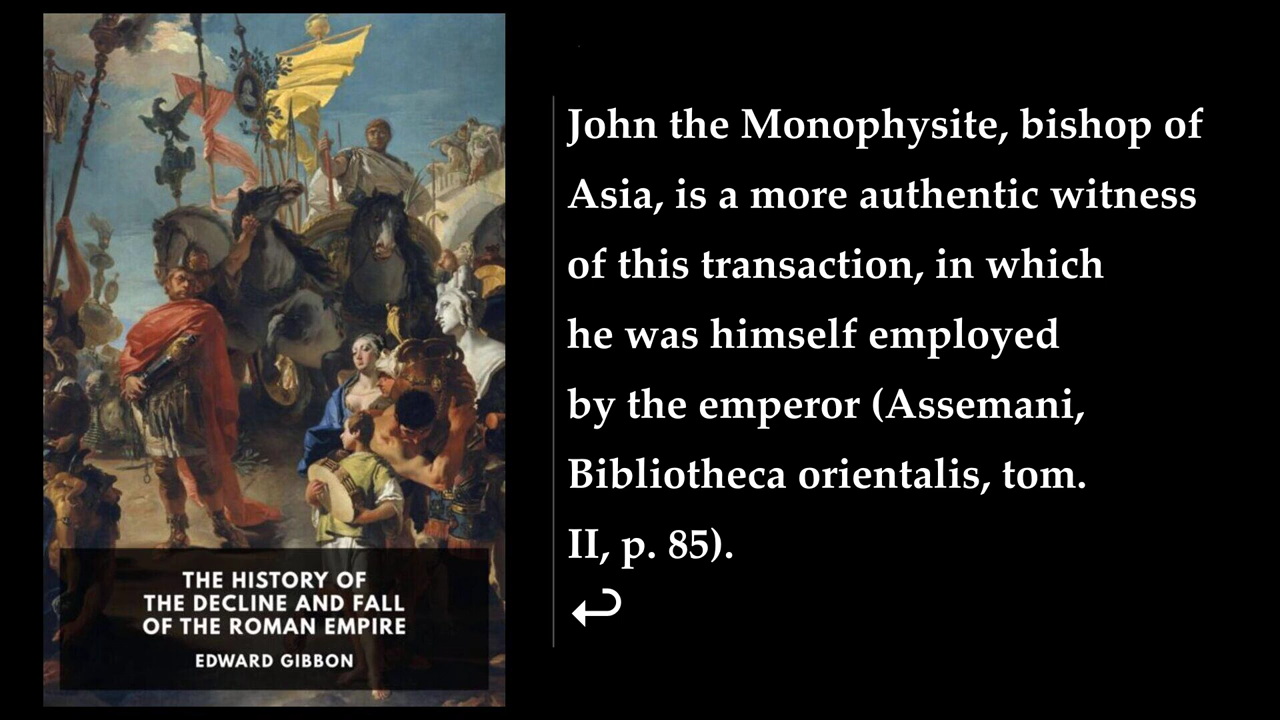 John the Monophysite, bishop of
Asia, is a more authentic witness
of this transaction, in which
he was himself employed
by the emperor (Assemani,
Bibliotheca orientalis, tom.
II, p. 85).
↩
THE HISTORY OF
THE DECLINE AND FALL
OF THE ROMAN EMPIRE
EDWARD GIBBON